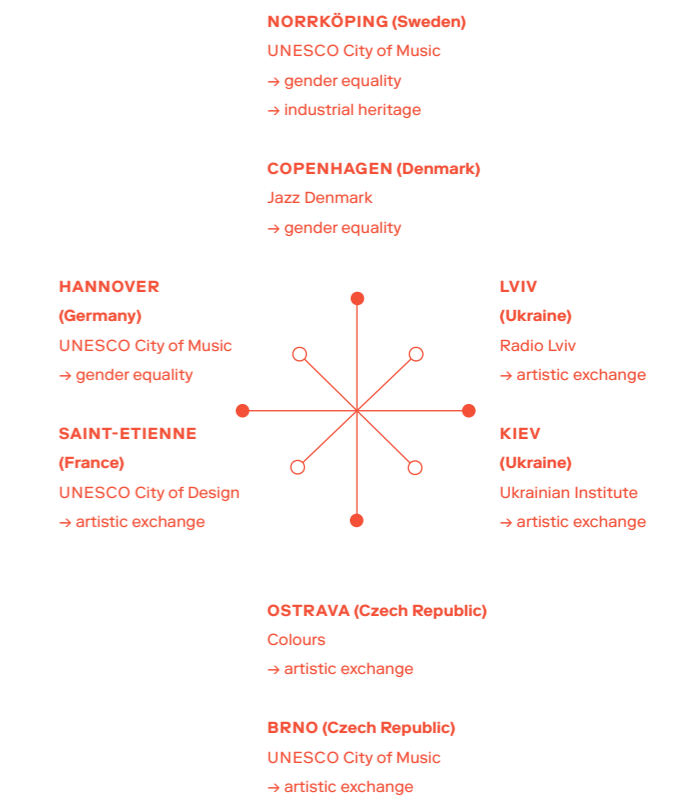 NORRKÖPING (Sweden)
UNESCO City of Music
→ gender equality
→ industrial heritage
COPENHAGEN (Denmark)
Jazz Denmark
→ gender equality
HANNOVER
(Germany)
UNESCO City of Music
→ gender equality
SAINT-ETIENNE
(France)
UNESCO City of Design
→ artistic exchange
LVIV
(Ukraine)
Radio Lviv
→ artistic exchange
KIEV
(Ukraine)
Ukrainian Institute
→ artistic exchange
OSTRAVA (Czech Republic)
Colours
→ artistic exchange
BRNO (Czech Republic)
UNESCO City of Music
→ artistic exchange